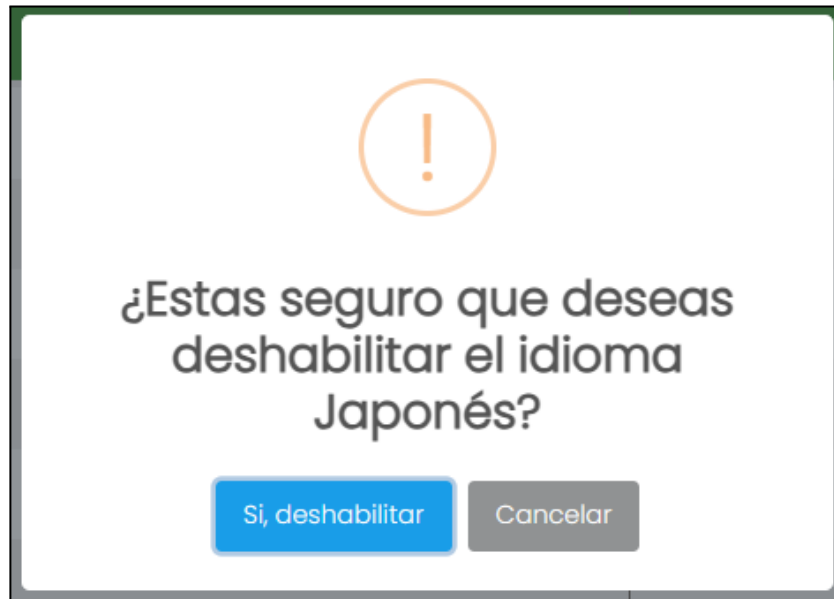 ¿Estas seguro que deseas
deshabilitar el idioma
Japonés?
Si, deshabilitar
Cancelar